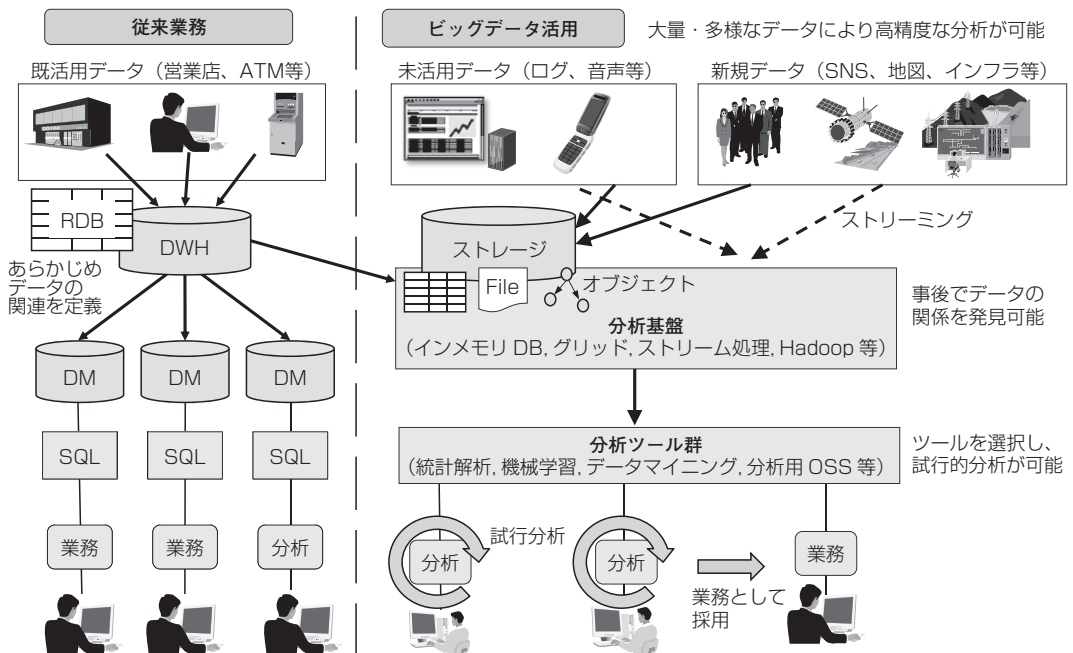 従来業務
既活用データ（営業店、ATM等）
RDB
DWH
あらかじめ
データの
関連を定義
DM
DM
DM
SQL
SQL
SQL
業務
業務
分析
ビッグデータ活用
大量・多様なデータにより高精度な分析が可能
未活用データ（ログ、音声等）
新規データ（SNS、地図、インフラ等）
ストリーミング
ストレージ
File
オブジェクト
分析基盤
（インメモリ DB, グリッド, ストリーム処理, Hadoop 等）
事後でデータの
関係を発見可能
分析ツール群
（統計解析, 機械学習, データマイニング, 分析用 OSS 等）
ツールを選択し、
試行的分析が可能
分析
試行分析
分析
業務として
採用
業務